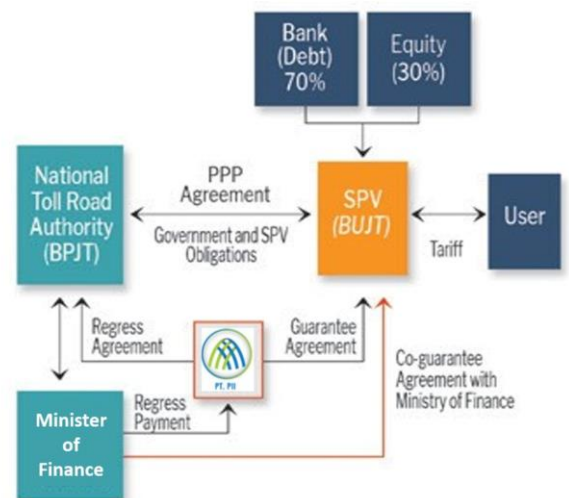 Bank
(Debt)
70%
Equity
(30%)
National
Toll Road
Authority
(BPJT)
PPP
Agreement
Government and SPV
Obligations
SPV
(BUJT)
Tariff
User
Regress
Agreement
PT. PII
Guarantee
Agreement
Co-guarantee
Agreement with
Ministry of Finance
Regress
Payment
Minister
of
Finance